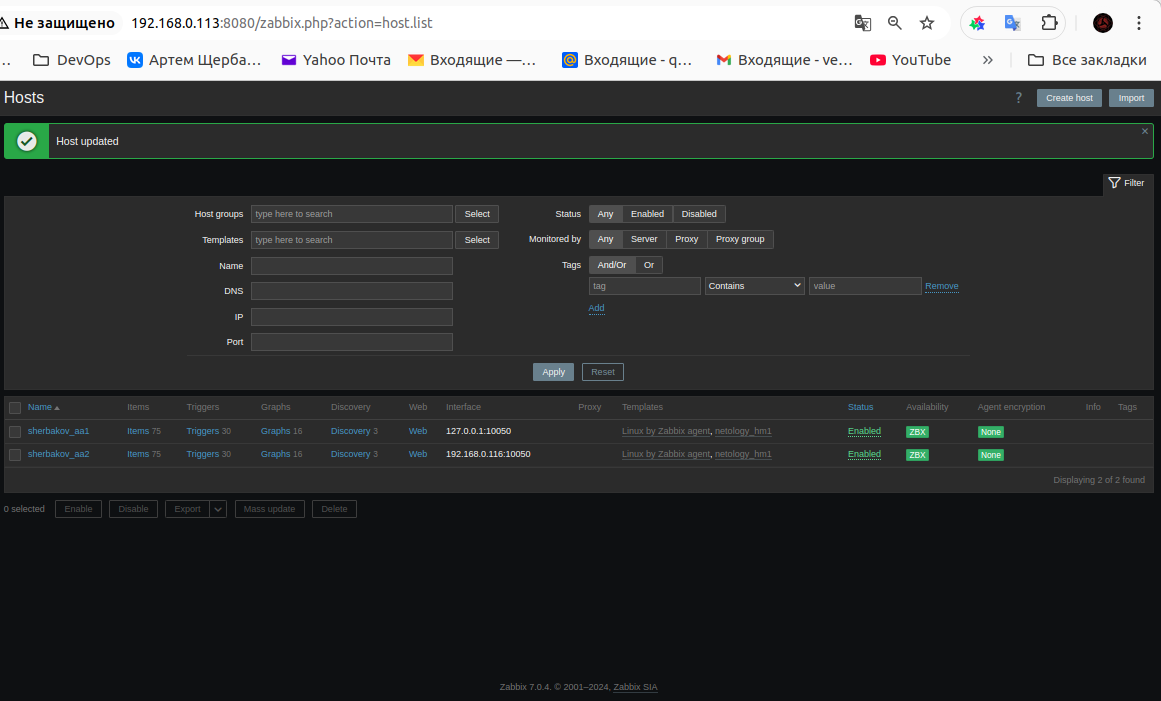 Не защищено 192.168.0.113:8080/zabbix.php?action=host.list
... DevOps Артем Щерба... Yahoo Почта Входящие —... Входящие - q... Входящие - ve... YouTube » Все закладки
Hosts ? Create host Import
Host updated
Filter
Host groups type here to search Select Status Any Enabled Disabled
Templates type here to search Select Monitored by Any Server Proxy Proxy group
Name Tags And/Or Or
DNS tag Contains value Remove
IP Add
Port
Apply Reset
Name Items Triggers Graphs Discovery Web Interface Proxy Templates Status Availability Agent encryption Info Tags
sherbakov_aa1 Items 75 Triggers 30 Graphs 16 Discovery 3 Web 127.0.0.1:10050 Linux by Zabbix agent, netology_hm1 Enabled ZBX None
sherbakov_aa2 Items 75 Triggers 30 Graphs 16 Discovery 3 Web 192.168.0.116:10050 Linux by Zabbix agent, netology_hm1 Enabled ZBX None
Displaying 2 of 2 found
0 selected Enable Disable Export Mass update Delete
Zabbix 7.0.4. © 2001–2024, Zabbix SIA